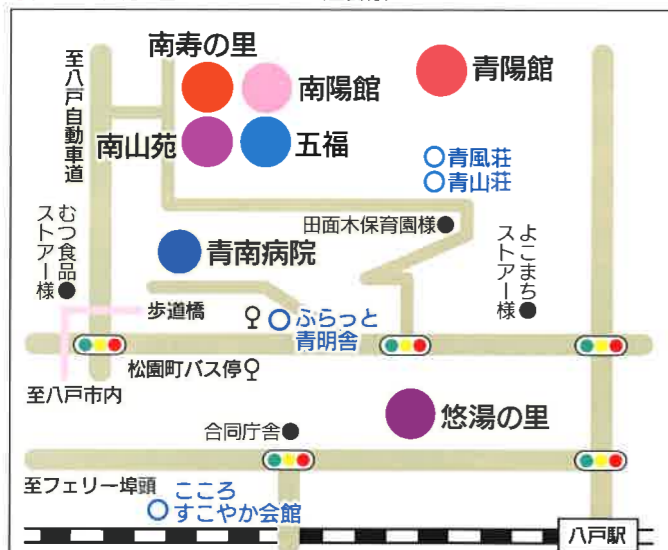 南寿の里
青陽館
南陽館
至八戸自動車道
南山苑
五福
青風荘
青山荘
むつ食品
ストアー様
田面木保育園様
よこまち
ストアー様
青南病院
歩道橋
ふらっと
青明舎
松園町バス停
至八戸市内
悠湯の里
合同庁舎
至フェリー埠頭
こころ
すこやか会館
八戸駅